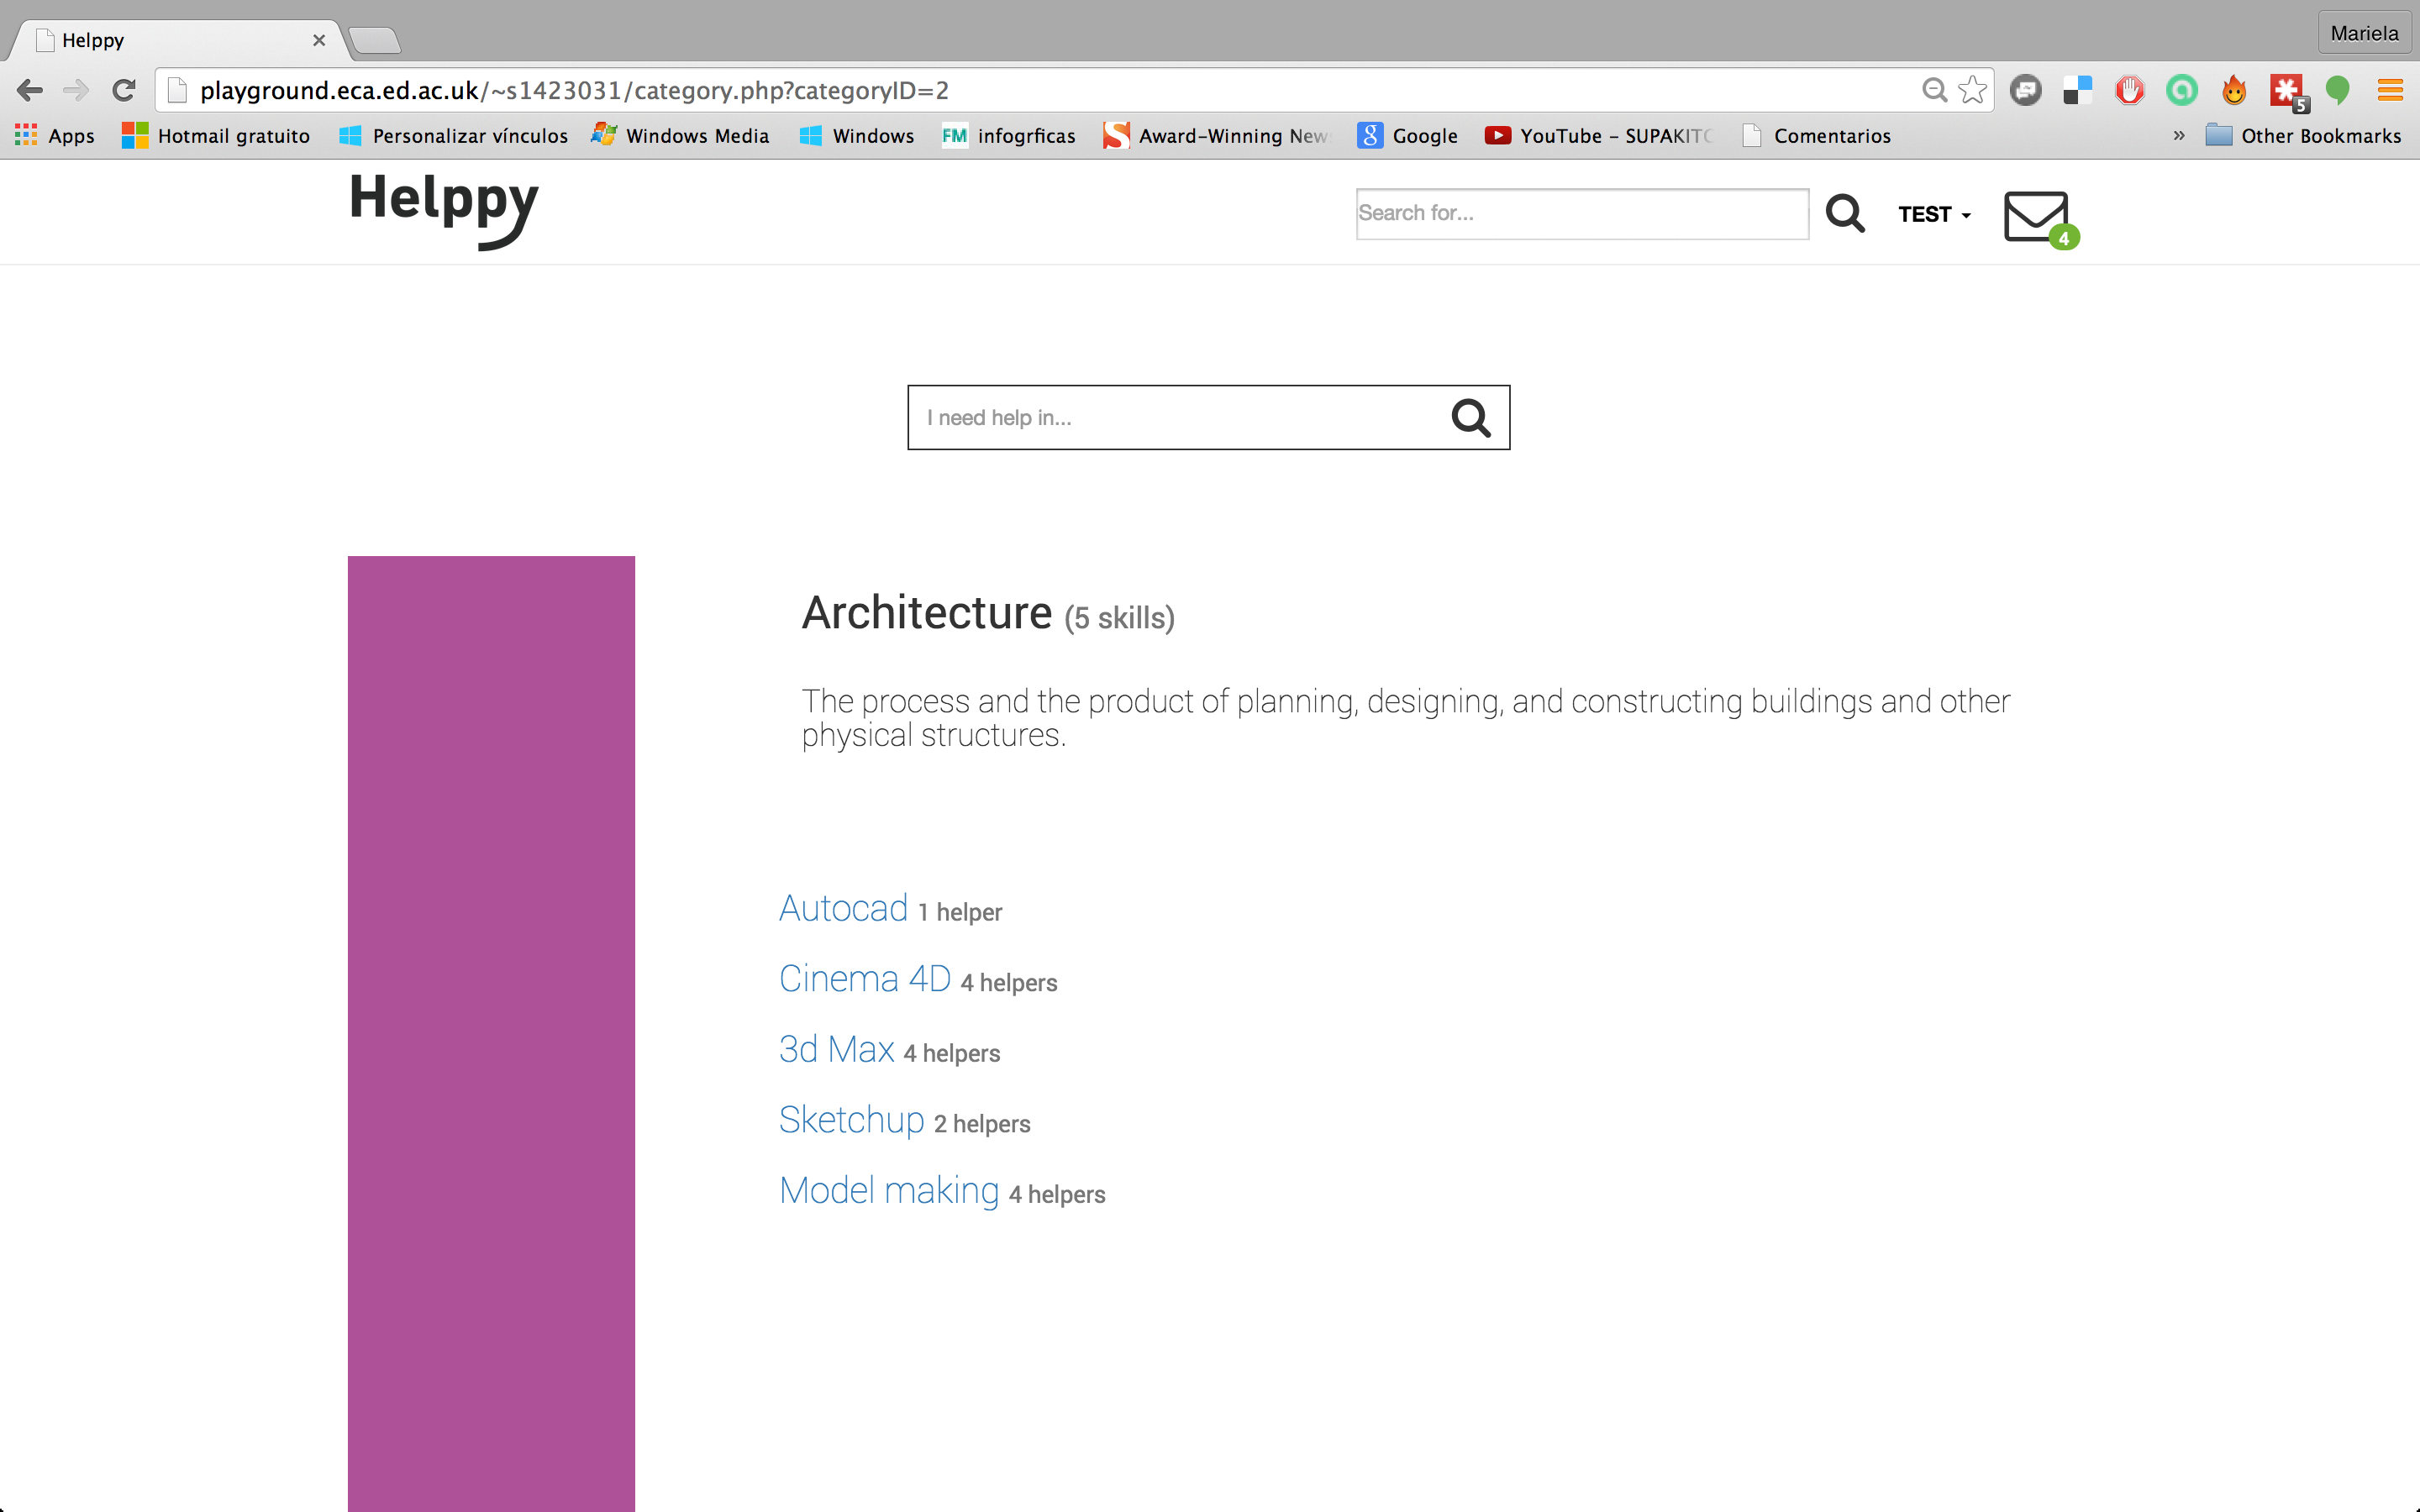 Helppy
Mariela
playground.eca.ed.ac.uk/~s1423031/category.php?categoryID=2
5
Apps Hotmail gratuito Personalizar vínculos Windows Media Windows FM infogrficas Award-Winning New Google YouTube – SUPAKITC Comentarios » Other Bookmarks
Helppy Search for... TEST 4
I need help in...
Architecture (5 skills)
The process and the product of planning, designing, and constructing buildings and other
physical structures.
Autocad 1 helper
Cinema 4D 4 helpers
3d Max 4 helpers
Sketchup 2 helpers
Model making 4 helpers